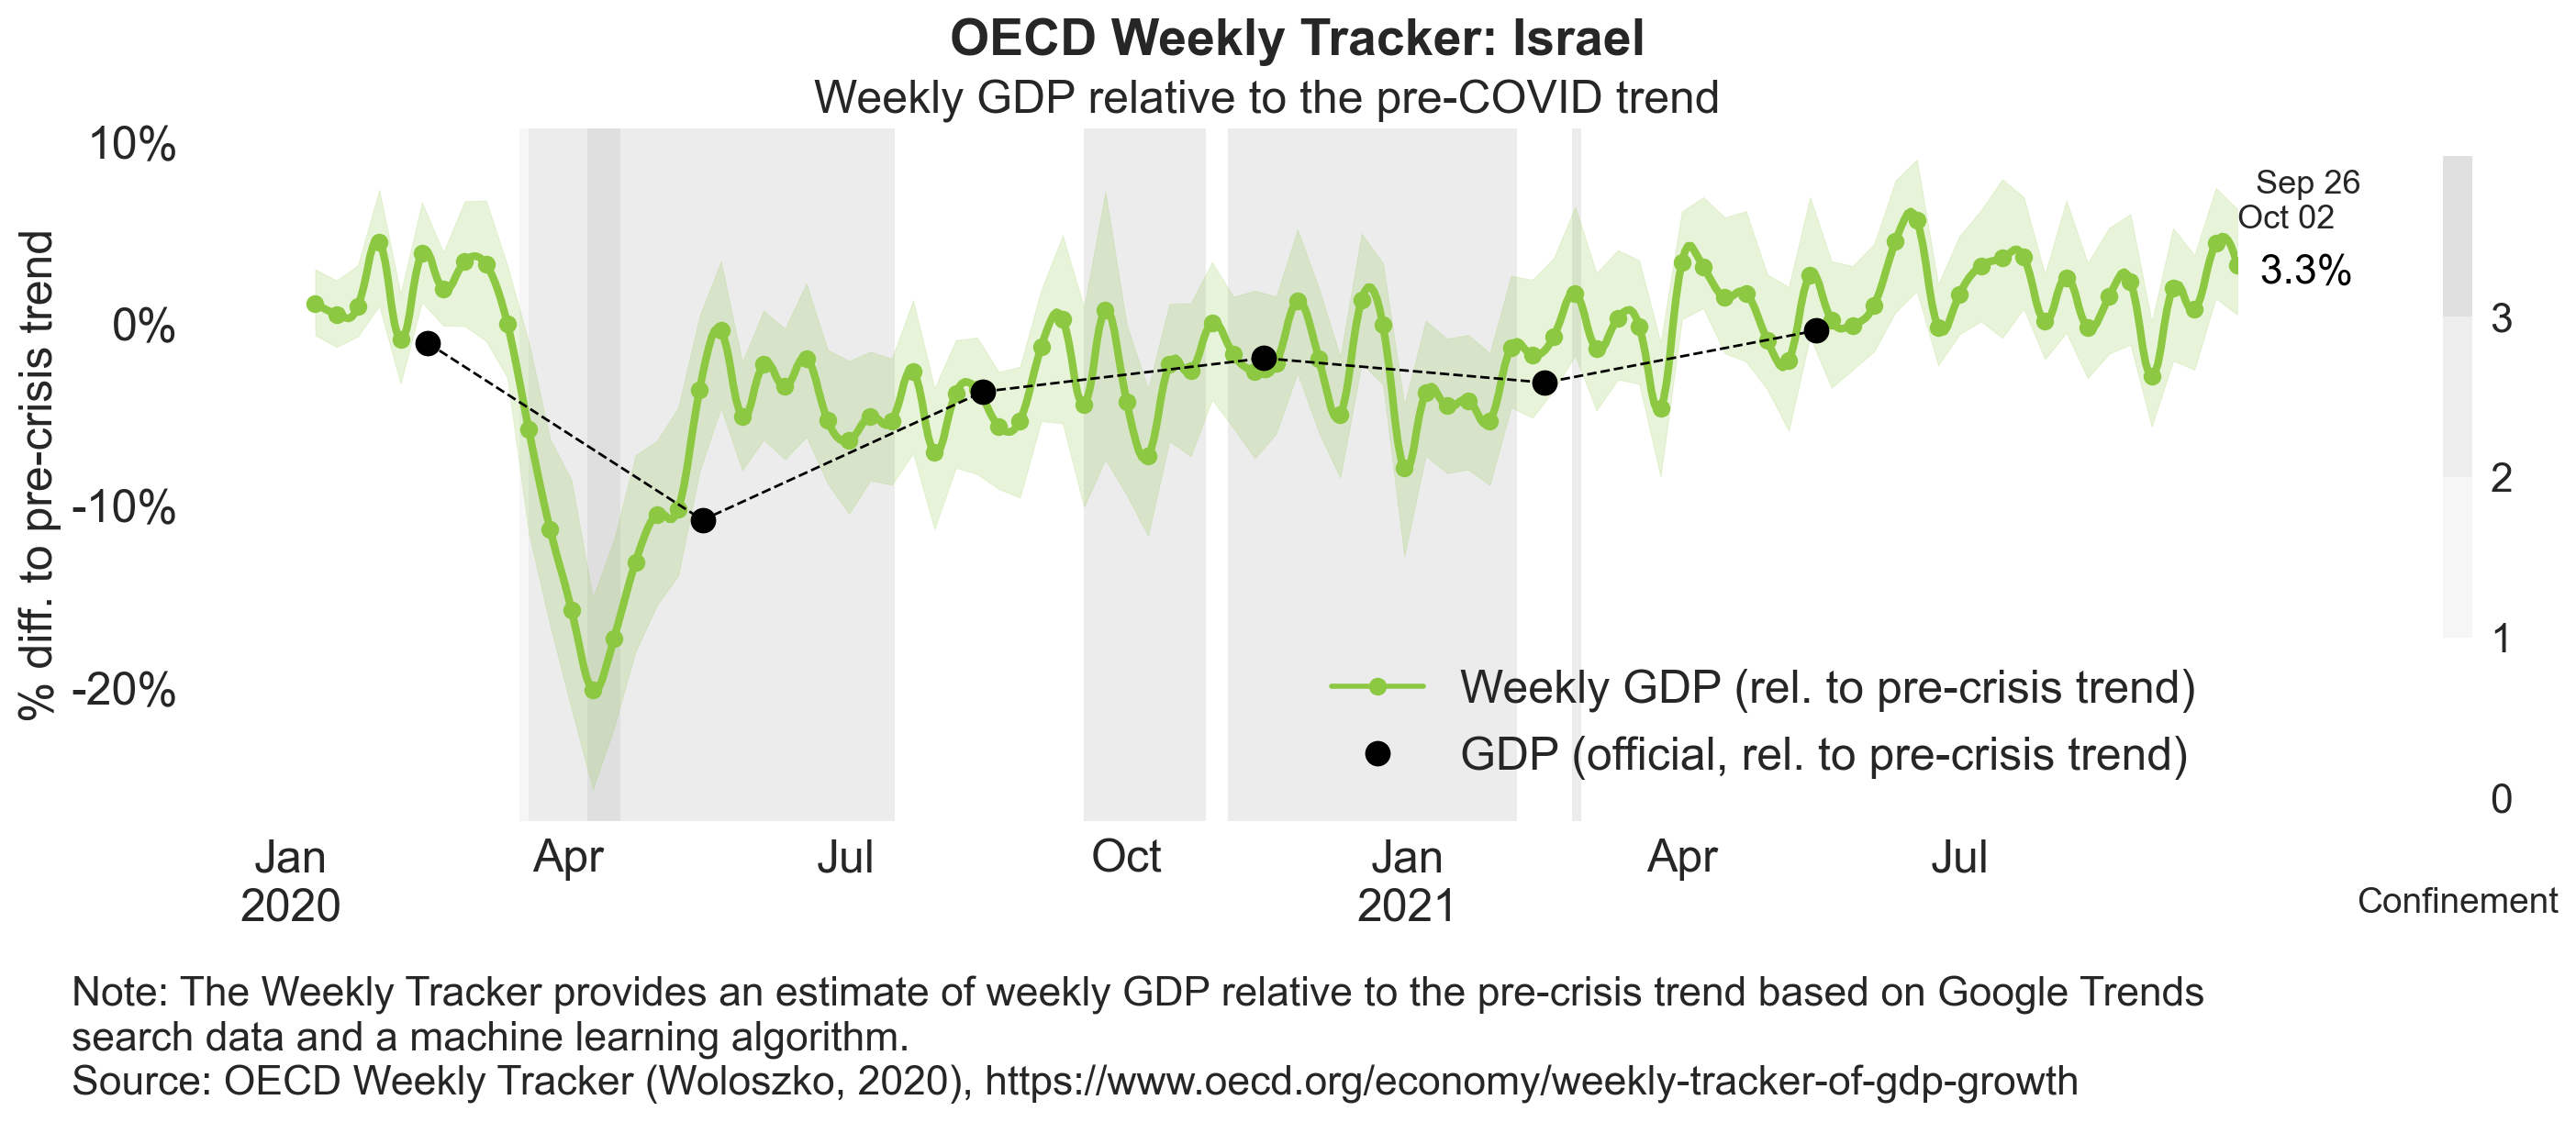 OECD Weekly Tracker: Israel
Weekly GDP relative to the pre-COVID trend
% diff. to pre-crisis trend
10%
0%
-10%
-20%
Sep 26
Oct 02
3.3%
Weekly GDP (rel. to pre-crisis trend)
GDP (official, rel. to pre-crisis trend)
3
2
1
0
Confinement
Jan Apr Jul Oct Jan Apr Jul
2020 2021
Note: The Weekly Tracker provides an estimate of weekly GDP relative to the pre-crisis trend based on Google Trends
search data and a machine learning algorithm.
Source: OECD Weekly Tracker (Woloszko, 2020), https://www.oecd.org/economy/weekly-tracker-of-gdp-growth